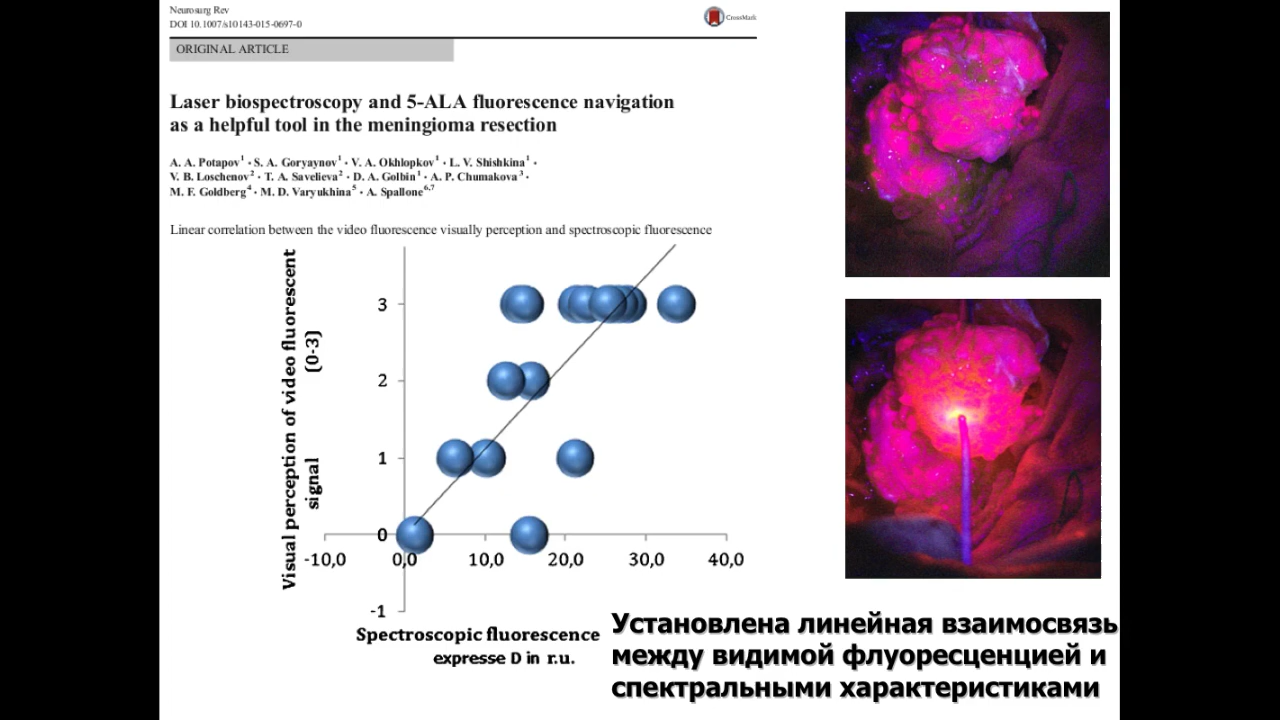 Neurosurg Rev
DOI 10.1007/s10143-015-0697-0
CrossMark
ORIGINAL ARTICLE
Laser biospectroscopy and 5-ALA fluorescence navigation
as a helpful tool in the meningioma resection
A. A. Potapov1 · S. A. Goryaynov1 · V. A. Okhlopkov1 · L. V. Shishkina1 ·
V. B. Loschenov2 · T. A. Savelieva2 · D. A. Golbin1 · A. P. Chumakova3 ·
M. F. Goldberg4 · M. D. Varyukhina5 · A. Spallone6,7
Linear correlation between the video fluorescence visually perception and spectroscopic fluorescence
Visual perception of video fluorescent
signal (0-3)
3
2
1
0
-1
-10,0 0,0 10,0 20,0 30,0 40,0
Spectroscopic fluorescence
expresse D in r.u.
Установлена линейная взаимосвязь
между видимой флуоресценцией и
спектральными характеристиками